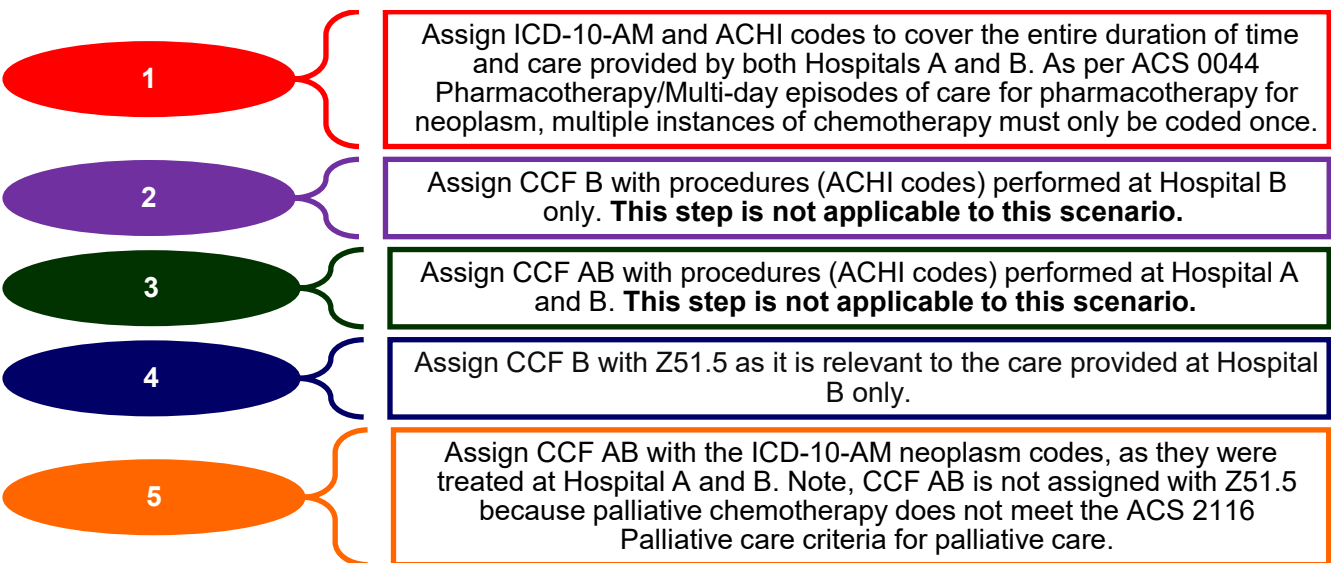 1
Assign ICD-10-AM and ACHI codes to cover the entire duration of time
and care provided by both Hospitals A and B. As per ACS 0044
Pharmacotherapy/Multi-day episodes of care for pharmacotherapy for
neoplasm, multiple instances of chemotherapy must only be coded once.
2
Assign CCF B with procedures (ACHI codes) performed at Hospital B
only. This step is not applicable to this scenario.
3
Assign CCF AB with procedures (ACHI codes) performed at Hospital A
and B. This step is not applicable to this scenario.
4
Assign CCF B with Z51.5 as it is relevant to the care provided at Hospital
B only.
5
Assign CCF AB with the ICD-10-AM neoplasm codes, as they were
treated at Hospital A and B. Note, CCF AB is not assigned with Z51.5
because palliative chemotherapy does not meet the ACS 2116
Palliative care criteria for palliative care.